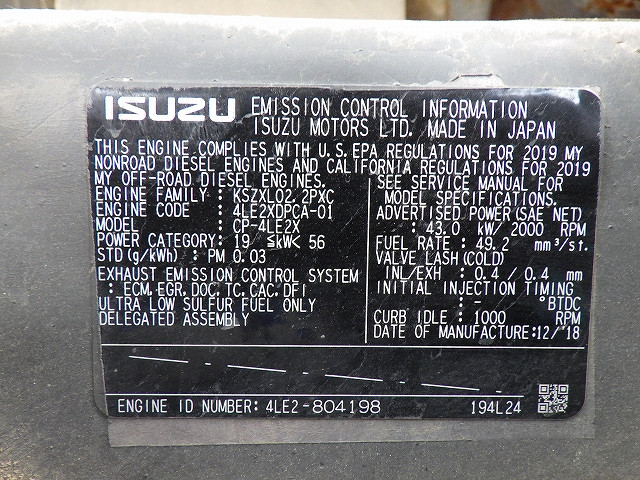 ISUZU EMISSION CONTROL INFORMATION
ISUZU MOTORS LTD. MADE IN JAPAN
THIS ENGINE COMPLIES WITH U.S.EPA REGULATIONS FOR 2019 MY
NONROAD DIESEL ENGINES AND CALIFORNIA REGULATIONS FOR 2019
MY OFF-ROAD DIESEL ENGINES.
ENGINE FAMILY : KSZXL02.2PXC
ENGINE CODE : 4LE2XDPCA-01
MODEL : CP-4LE2X
POWER CATEGORY: 19 ≦kW< 56
STD (g/kWh) : PM 0.03
EXHAUST EMISSION CONTROL SYSTEM
: ECM,EGR,DOC,TC,CAC,DFI
ULTRA LOW SULFUR FUEL ONLY
DELEGATED ASSEMBLY
SEE SERVICE MANUAL FOR
MODEL SPECIFICATIONS.
ADVERTISED POWER(SAE NET)
: 43.0 kW/ 2000 RPM
FUEL RATE: 49.2 mm³/st.
VALVE LASH (COLD)
IN/EXH : 0.4 / 0.4 mm
INITIAL INJECTION TIMING
: - °BTDC
CURB IDLE : 1000 RPM
DATE OF MANUFACTURE:12/'18
ENGINE ID NUMBER: 4LE2-804198 194L24